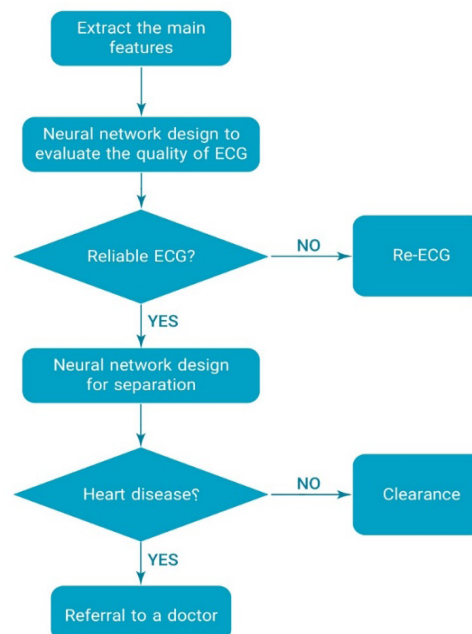 Extract the main
features
Neural network design to
evaluate the quality of ECG
Reliable ECG?
NO
Re-ECG
YES
Neural network design
for separation
Heart disease؟
NO
Clearance
YES
Referral to a doctor